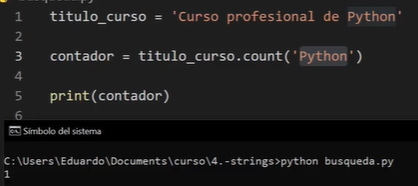 1 titulo_curso = 'Curso profesional de Python'
2
3 contador = titulo_curso.count('Python')
4
5 print(contador)
6
Símbolo del sistema
C:\Users\Eduardo\Documents\curso\4.-strings>python busqueda.py
1